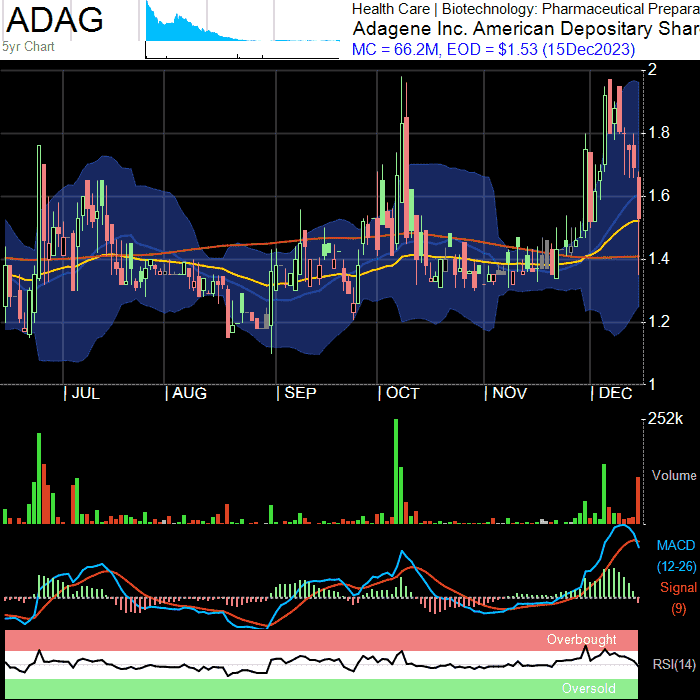 ADAG
5yr Chart
Health Care | Biotechnology: Pharmaceutical Prepara
Adagene Inc. American Depositary Shar
MC = 66.2M, EOD = $1.53 (15Dec2023)
2
1.8
1.6
1.4
1.2
1
JUL AUG SEP OCT NOV DEC
252k
Volume
MACD
(12-26)
Signal
(9)
Overbought
RSI(14)
Oversold